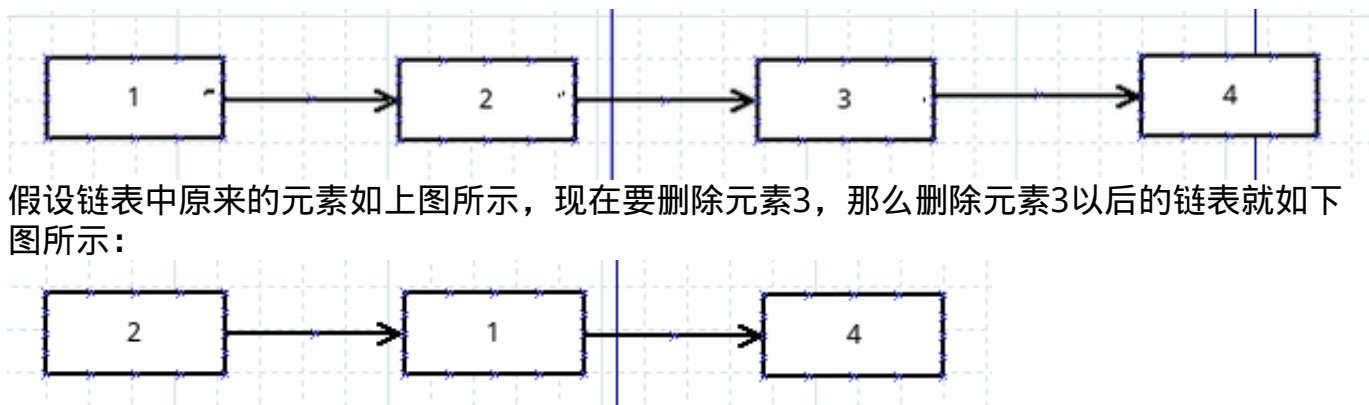 1 2 3 4
假设链表中原来的元素如上图所示，现在要删除元素3，那么删除元素3以后的链表就如下
图所示：
2 1 4